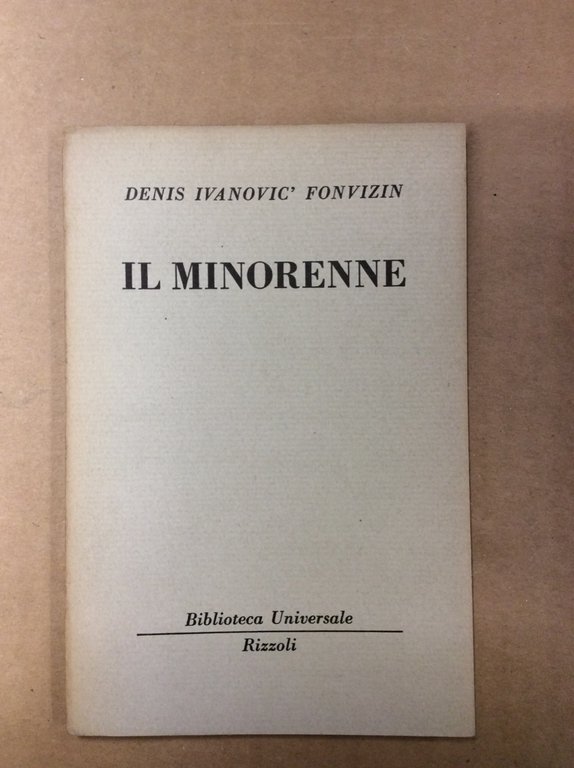 DENIS IVANOVIC' FONVIZIN
IL MINORENNE
Biblioteca Universale
Rizzoli